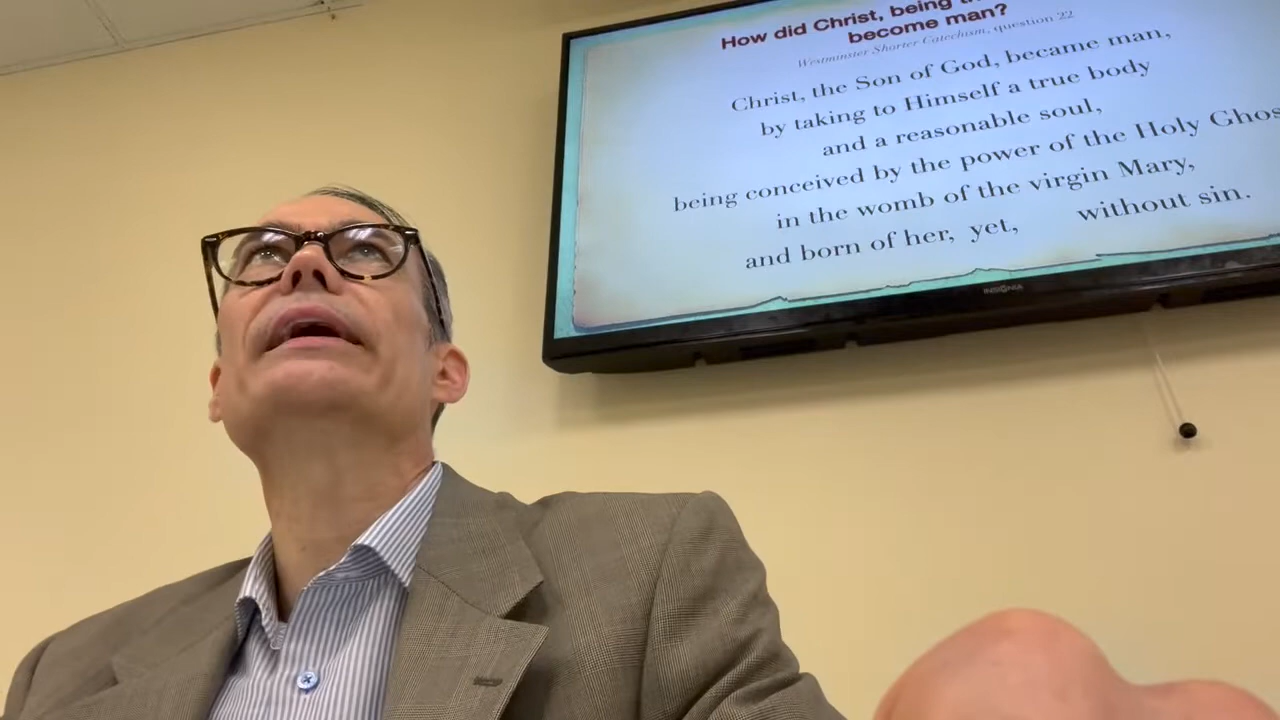 How did Christ, being th
become man?
Westminster Shorter Catechism, question 22
Christ, the Son of God, became man,
by taking to Himself a true body
and a reasonable soul,
being conceived by the power of the Holy Ghos
in the womb of the virgin Mary,
and born of her, yet, without sin.
INSIGNIA